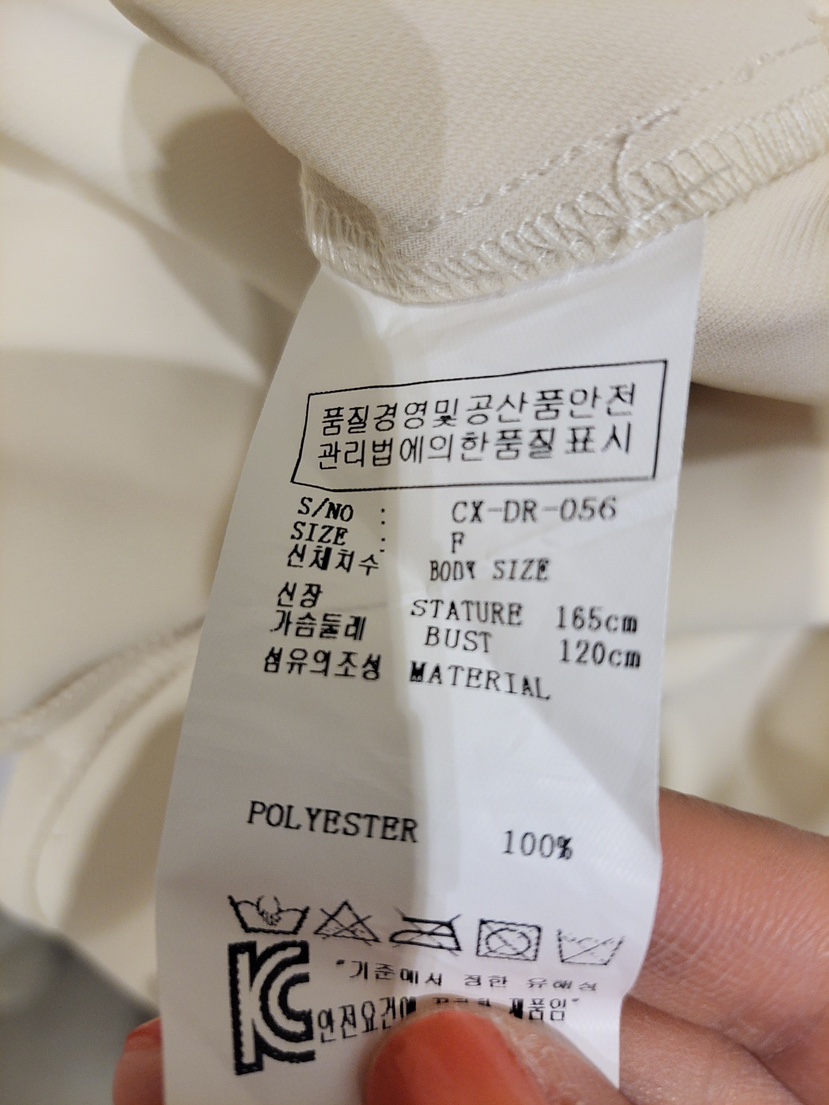 품질경영및공산품안전
관리법에의한품질표시
S/NO : CX-DR-056
SIZE : F
신체치수 BODY SIZE
신장 STATURE 165cm
가슴둘레 BUST 120cm
섬유의조성 MATERIAL
POLYESTER 100%
"기준에서 정한 유해성
안전요건에 제품임"